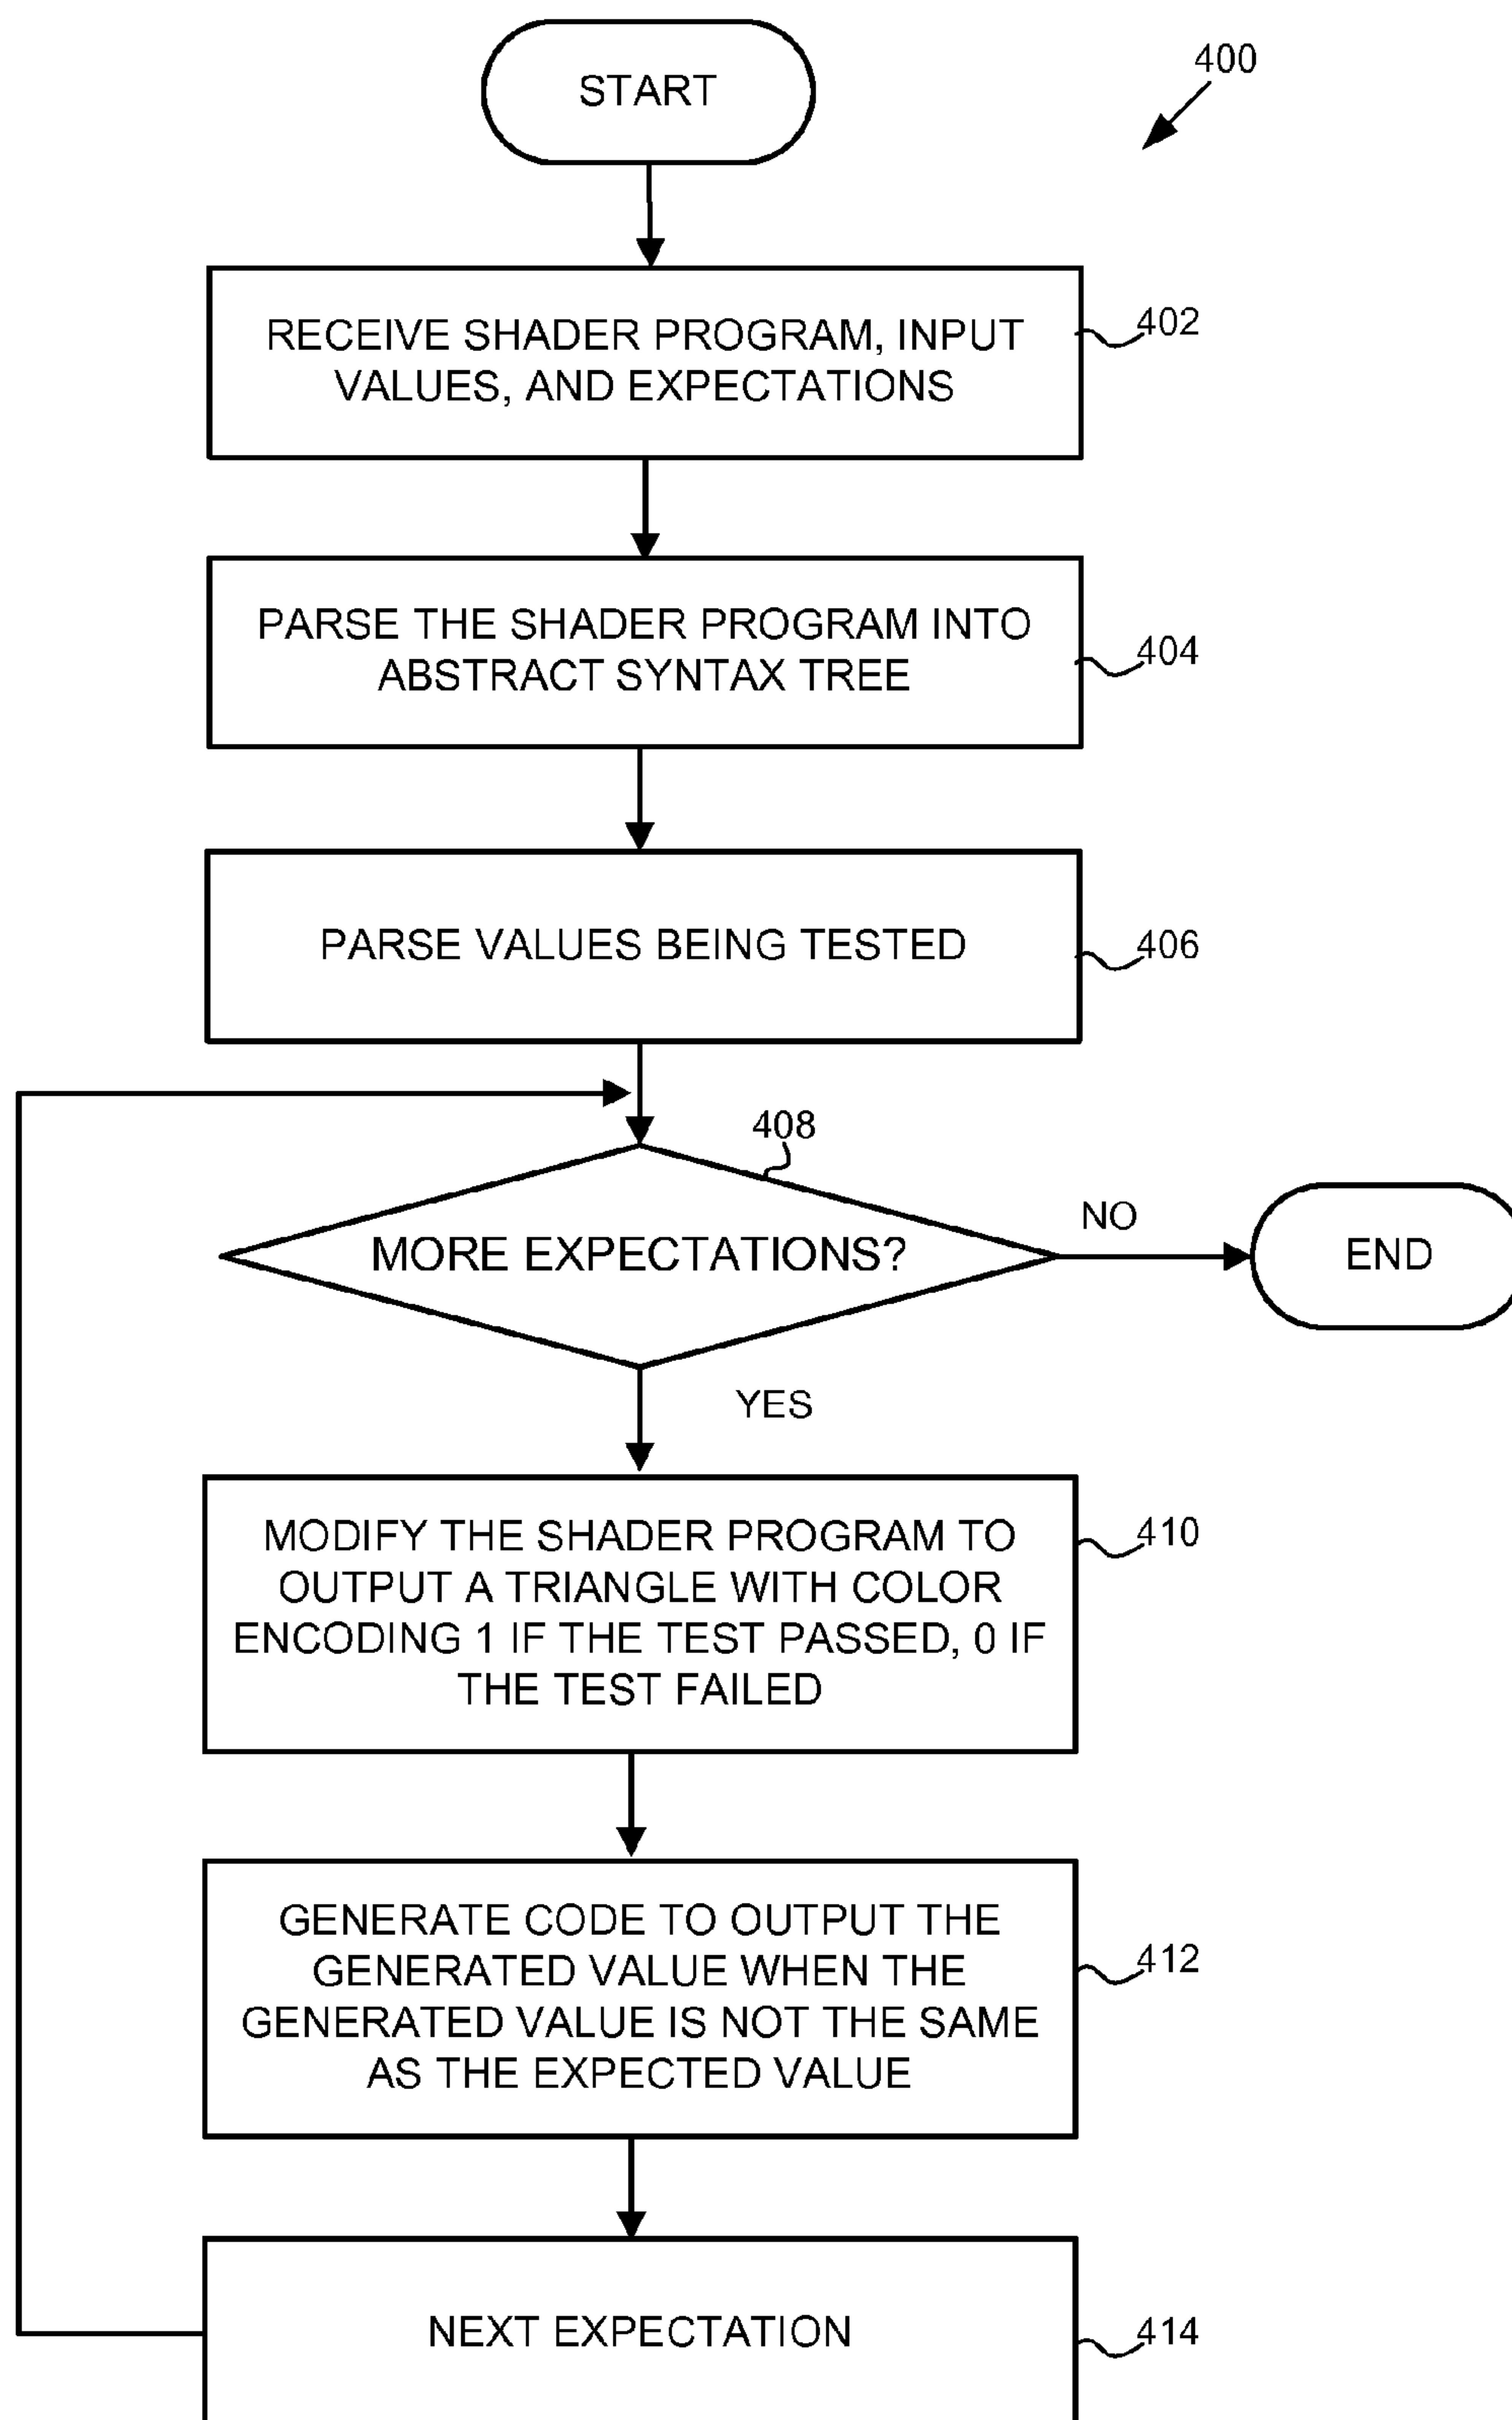 START
400
RECEIVE SHADER PROGRAM, INPUT
VALUES, AND EXPECTATIONS
402
PARSE THE SHADER PROGRAM INTO
ABSTRACT SYNTAX TREE
404
PARSE VALUES BEING TESTED
406
408
MORE EXPECTATIONS?
NO
END
YES
MODIFY THE SHADER PROGRAM TO
OUTPUT A TRIANGLE WITH COLOR
ENCODING 1 IF THE TEST PASSED, 0 IF
THE TEST FAILED
410
GENERATE CODE TO OUTPUT THE
GENERATED VALUE WHEN THE
GENERATED VALUE IS NOT THE SAME
AS THE EXPECTED VALUE
412
NEXT EXPECTATION
414